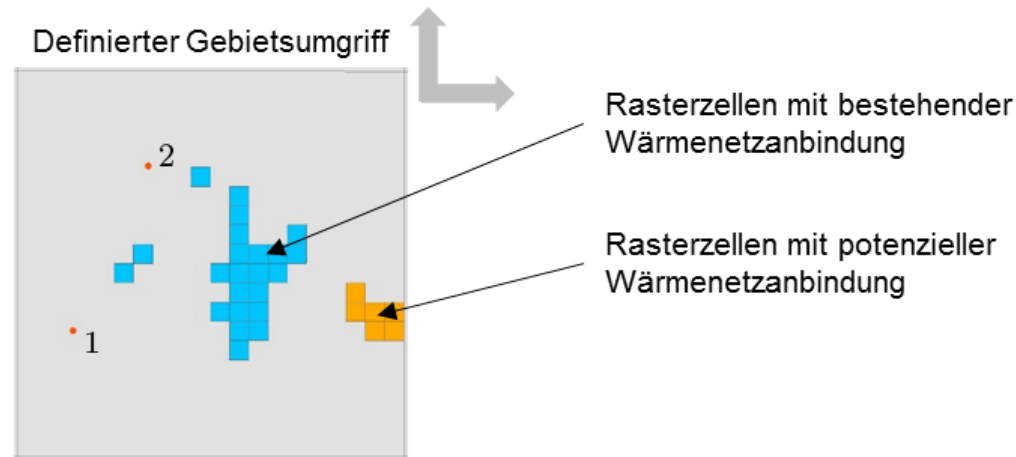 Definierter Gebietsumgriff
Rasterzellen mit bestehender
Wärmenetzanbindung
2
Rasterzellen mit potenzieller
Wärmenetzanbindung
1